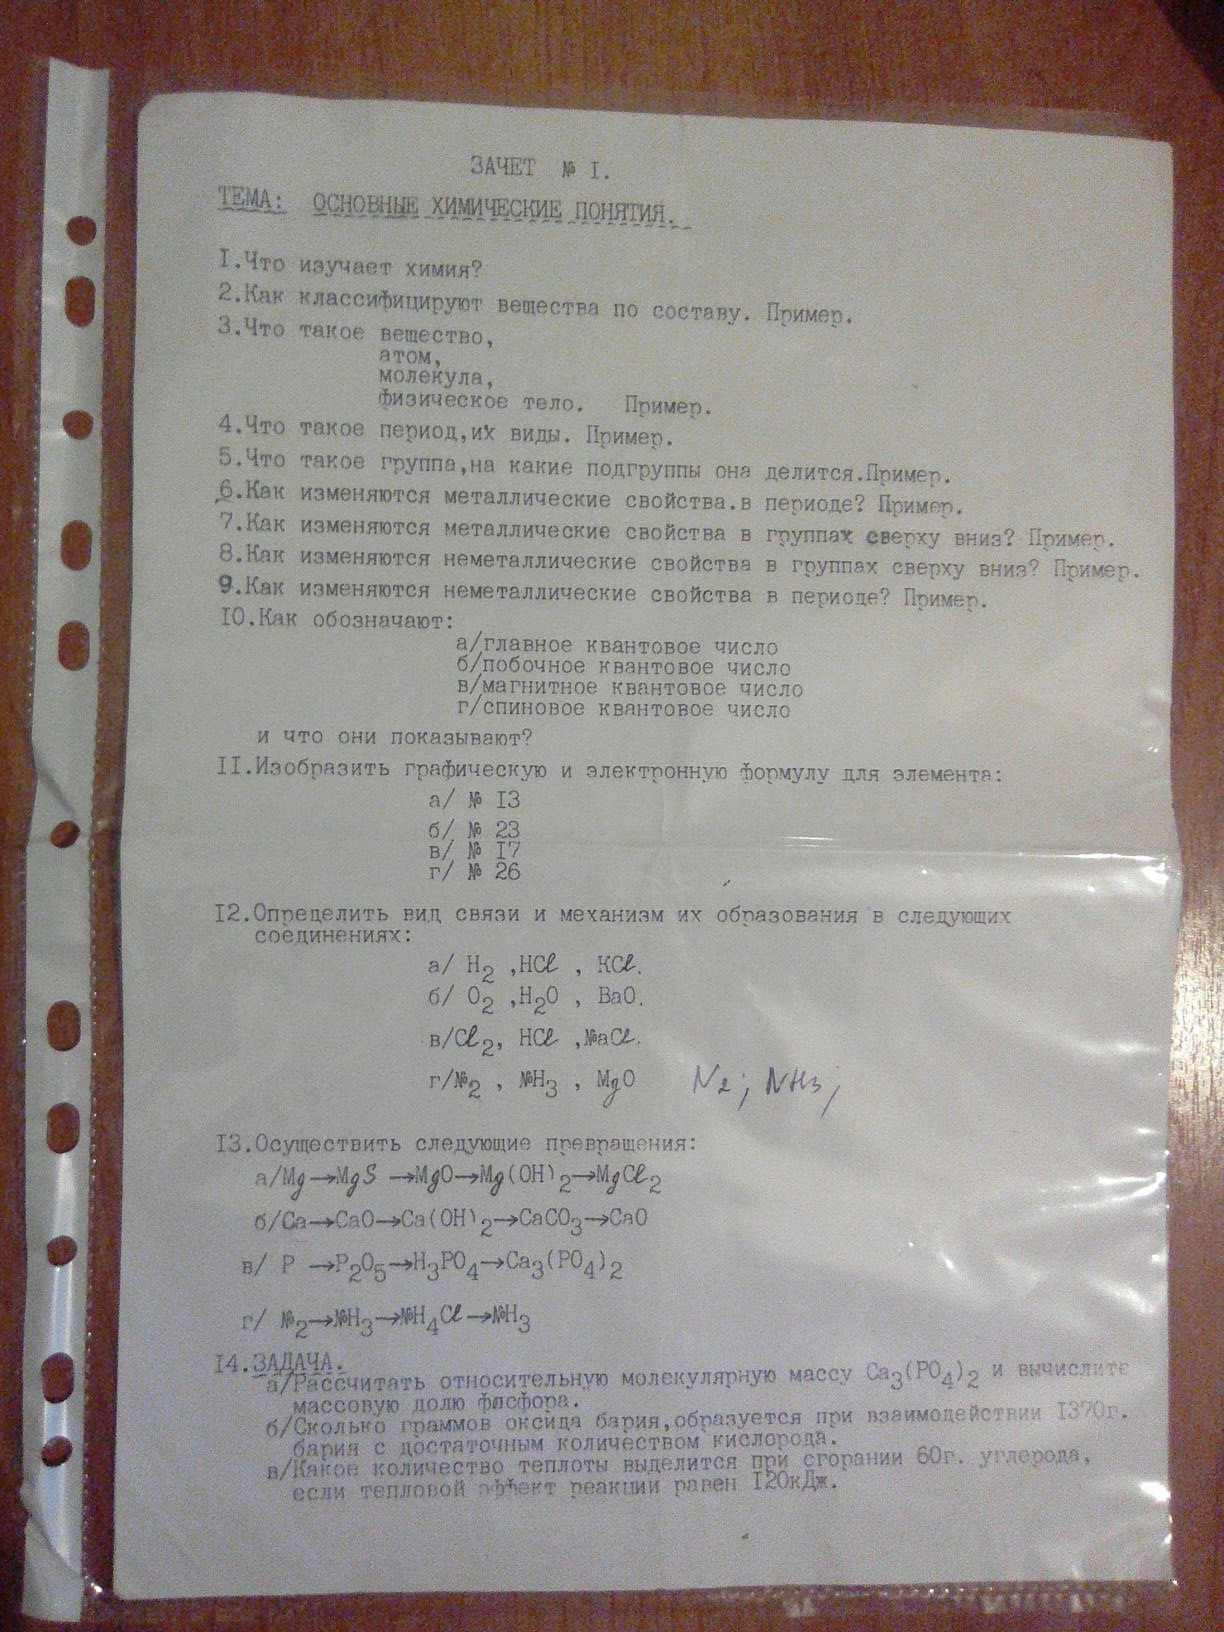 ЗАЧЕТ № I.
ТЕМА: ОСНОВНЫЕ ХИМИЧЕСКИЕ ПОНЯТИЯ.
I.Что изучает химия?
2.Как классифицируют вещества по составу. Пример.
3.Что такое вещество,
атом,
молекула,
физическое тело. Пример.
4.Что такое период,их виды. Пример.
5.Что такое группа,на какие подгруппы она делится.Пример.
6.Как изменяются металлические свойства.в периоде? Пример.
7.Как изменяются металлические свойства в группах сверху вниз? Пример.
8.Как изменяются неметаллические свойства в группах сверху вниз? Пример.
9.Как изменяются неметаллические свойства в периоде? Пример.
IO.Как обозначают:
а/главное квантовое число
б/побочное квантовое число
в/магнитное квантовое число
г/спиновое квантовое число
и что они показывают?
II.Изобразить графическую и электронную формулу для элемента:
а/ № I3
б/ № 23
в/ № I7
г/ № 26
I2.Определить вид связи и механизм их образования в следующих
соединениях:
а/ H₂ ,HCl , KCl.
б/ O₂ ,H₂O , BaO.
в/Cl₂, HCl ,№aCl.
г/№₂ , №H₃ , MgO N₂; NH₃;
I3.Осуществить следующие превращения:
а/Mg→MgS →MgO→Mg(OH)₂→MgCl₂
б/Ca→CaO→Ca(OH)₂→CaCO₃→CaO
в/ P →P₂O₅→H₃PO₄→Ca₃(PO₄)₂
г/ №₂→№H₃→№H₄Cl→№H₃
I4.ЗАДАЧА.
а/Рассчитать относительную молекулярную массу Ca₃(PO₄)₂ и вычислите
массовую долю фосфора.
б/Сколько граммов оксида бария,образуется при взаимодействии I370г.
бария с достаточным количеством кислорода.
в/Какое количество теплоты выделится при сгорании 60г. углерода,
если тепловой эффект реакции равен I20кДж.